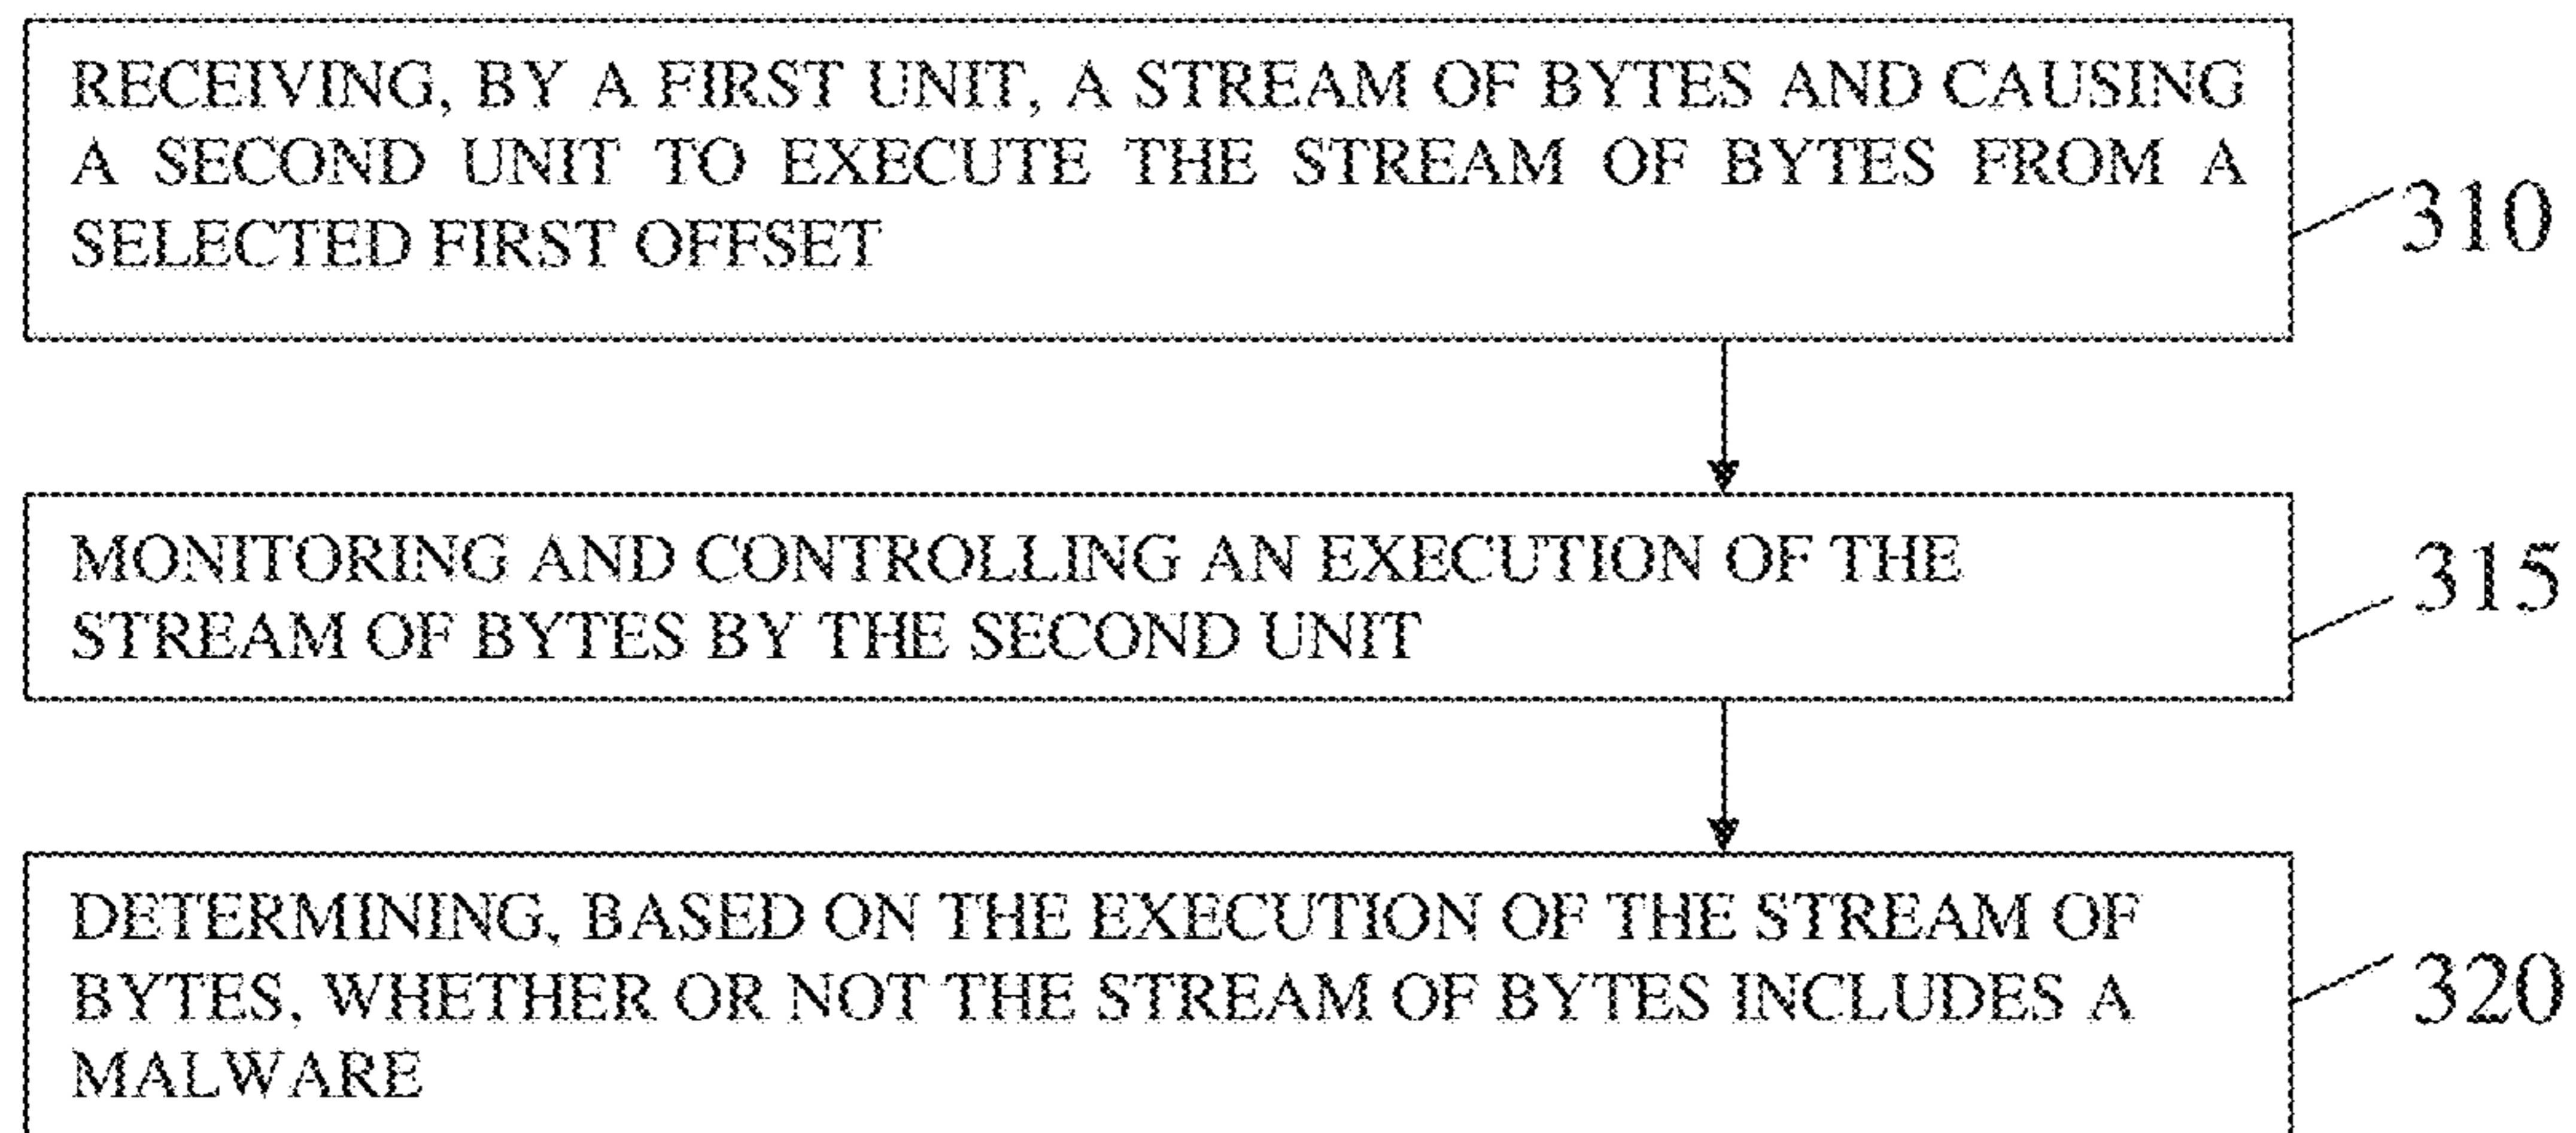 RECEIVING, BY A FIRST UNIT, A STREAM OF BYTES AND CAUSING
A SECOND UNIT TO EXECUTE THE STREAM OF BYTES FROM A
SELECTED FIRST OFFSET
310
MONITORING AND CONTROLLING AN EXECUTION OF THE
STREAM OF BYTES BY THE SECOND UNIT
315
DETERMINING, BASED ON THE EXECUTION OF THE STREAM OF
BYTES, WHETHER OR NOT THE STREAM OF BYTES INCLUDES A
MALWARE
320